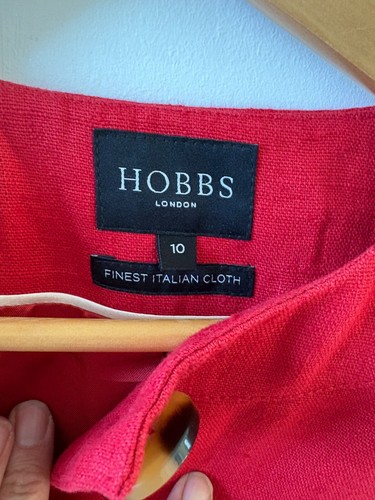 HOBBS
LONDON
10
FINEST ITALIAN CLOTH